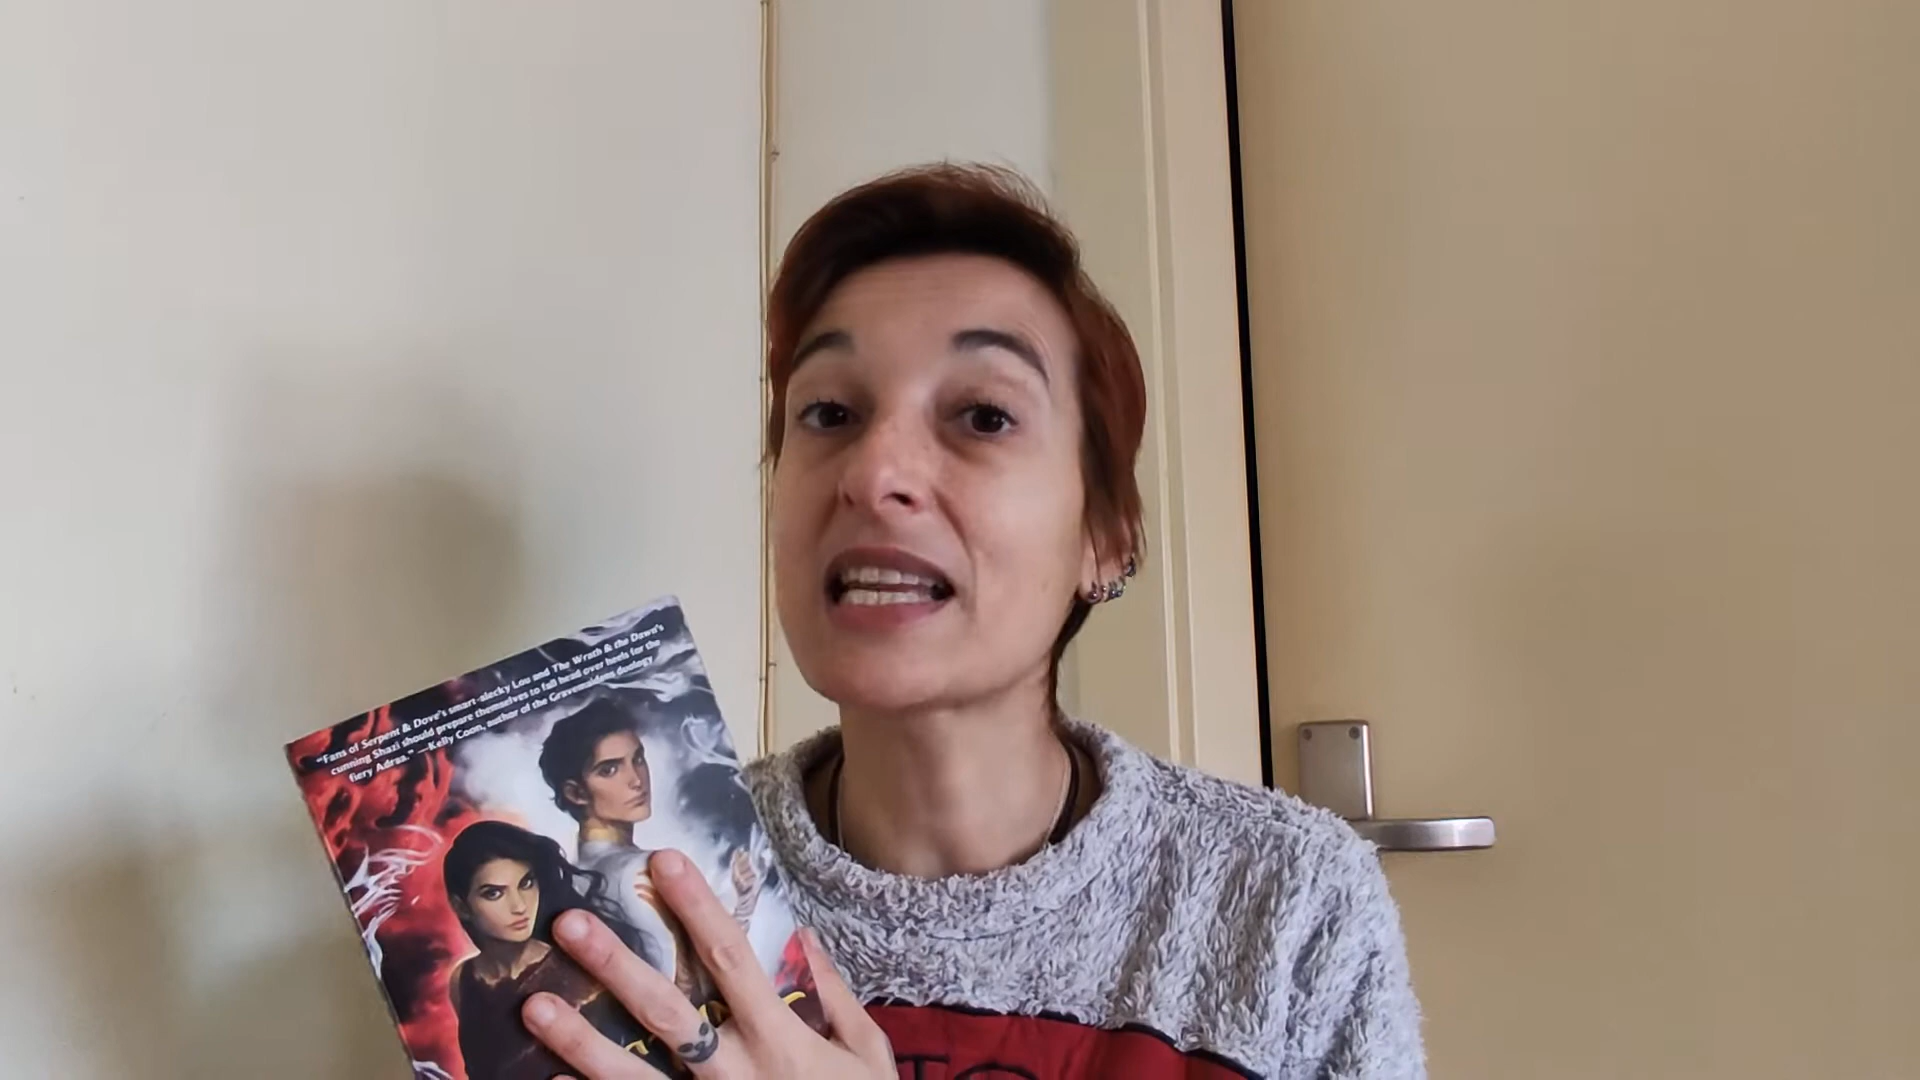 "Fans of Serpent & Dove's smart-alecky Lou and The Wrath & the Dawn's
cunning Shazi should prepare themselves to fall head over heels for the
fiery Adraa." —Kelly Coon, author of the Gravemaidens duology